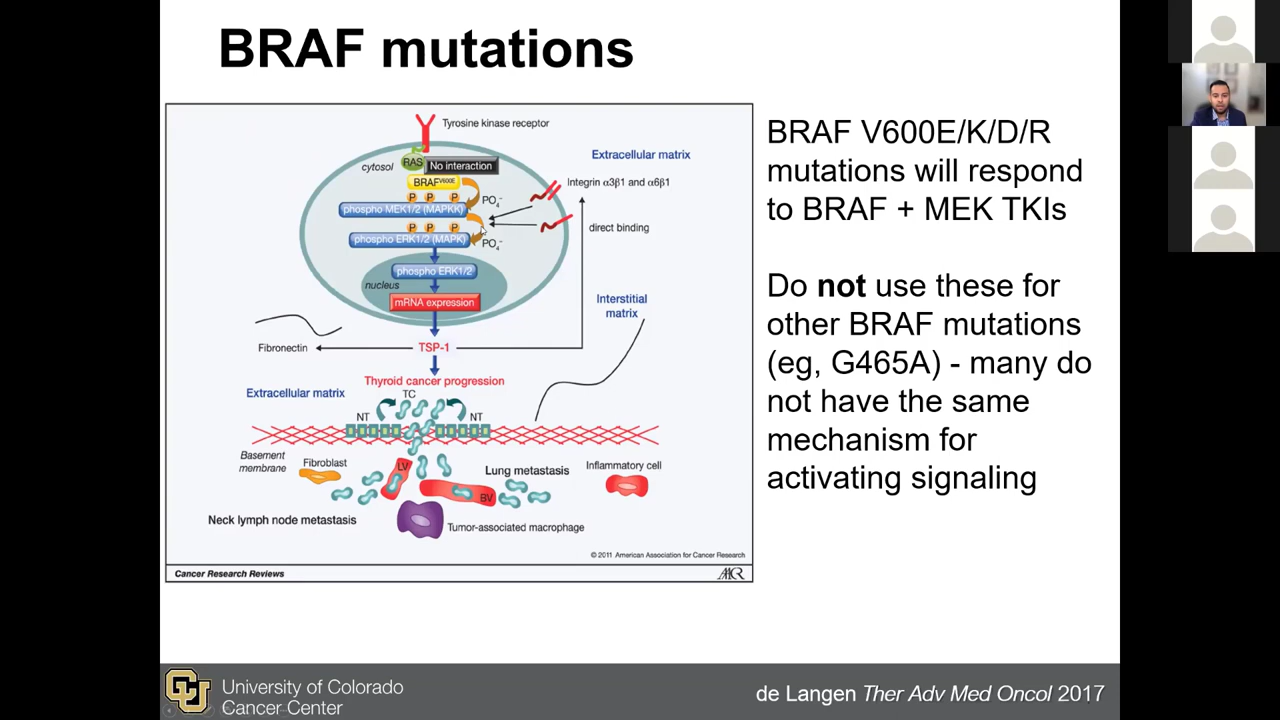 BRAF mutations
Tyrosine kinase receptor
cytosol
RAS
No interaction
Extracellular matrix
BRAFV600E
Integrin α3β1 and α6β1
P P P
PO4-
phospho MEK1/2 (MAPKK)
P P P
direct binding
phospho ERK1/2 (MAPK)
PO4-
phospho ERK1/2
nucleus
mRNA expression
Interstitial
matrix
Fibronectin
TSP-1
Thyroid cancer progression
Extracellular matrix
TC
NT
NT
Basement
membrane
Fibroblast
LV
Lung metastasis
Inflammatory cell
BV
Neck lymph node metastasis
Tumor-associated macrophage
© 2011 American Association for Cancer Research
Cancer Research Reviews
AACR
BRAF V600E/K/D/R
mutations will respond
to BRAF + MEK TKIs
Do not use these for
other BRAF mutations
(eg, G465A) - many do
not have the same
mechanism for
activating signaling
CU
University of Colorado
Cancer Center
de Langen Ther Adv Med Oncol 2017